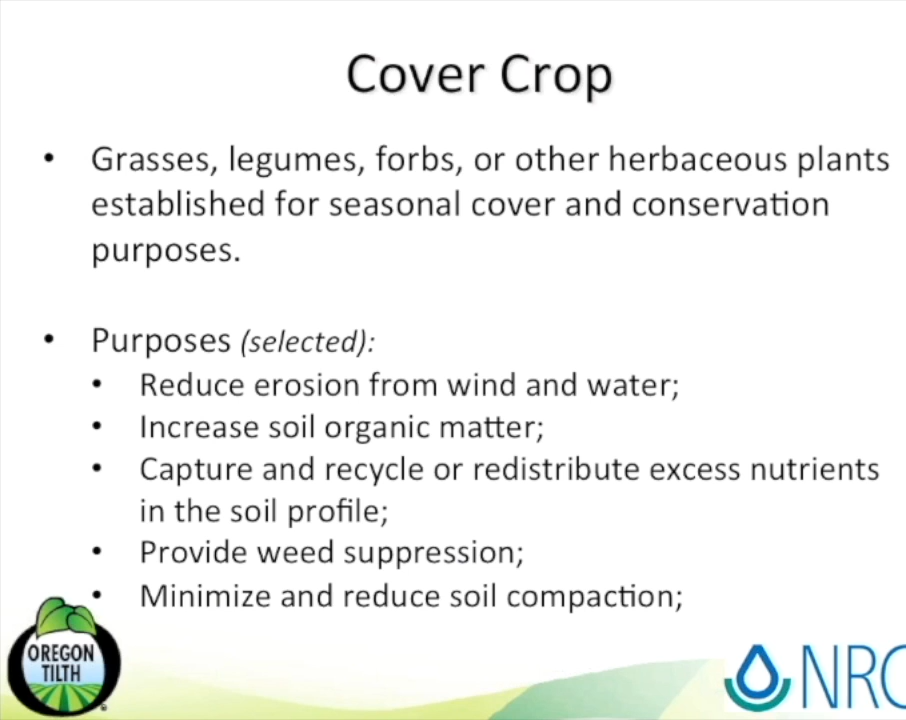 Cover Crop
• Grasses, legumes, forbs, or other herbaceous plants
established for seasonal cover and conservation
purposes.
• Purposes (selected):
• Reduce erosion from wind and water;
• Increase soil organic matter;
• Capture and recycle or redistribute excess nutrients
in the soil profile;
• Provide weed suppression;
• Minimize and reduce soil compaction;
OREGON
TILTH
NRC